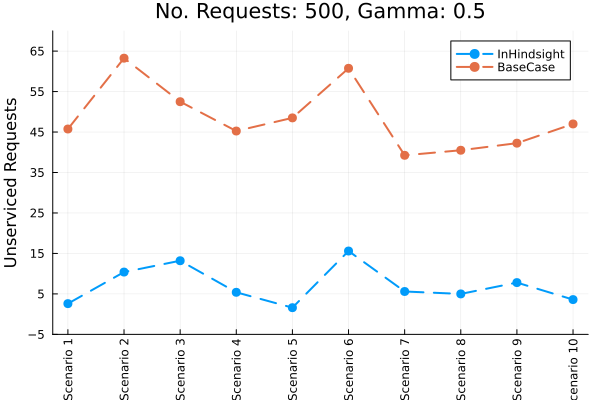 No. Requests: 500, Gamma: 0.5
InHindsight
BaseCase
Unserviced Requests
65
55
45
35
25
15
5
−5
Scenario 1
Scenario 2
Scenario 3
Scenario 4
Scenario 5
Scenario 6
Scenario 7
Scenario 8
Scenario 9
cenario 10